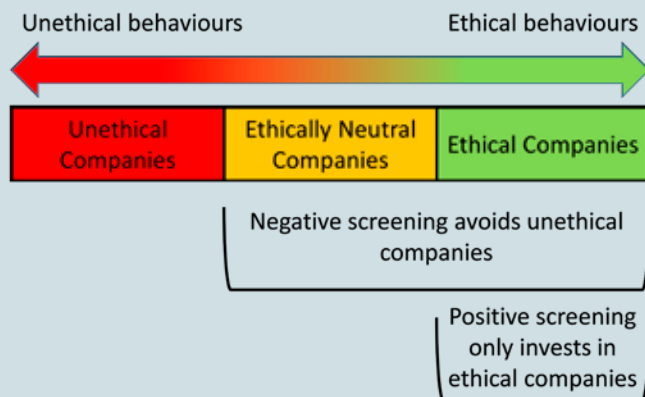 Unethical behaviours
Ethical behaviours
Unethical
Companies
Ethically Neutral
Companies
Ethical Companies
Negative screening avoids unethical
companies
Positive screening
only invests in
ethical companies